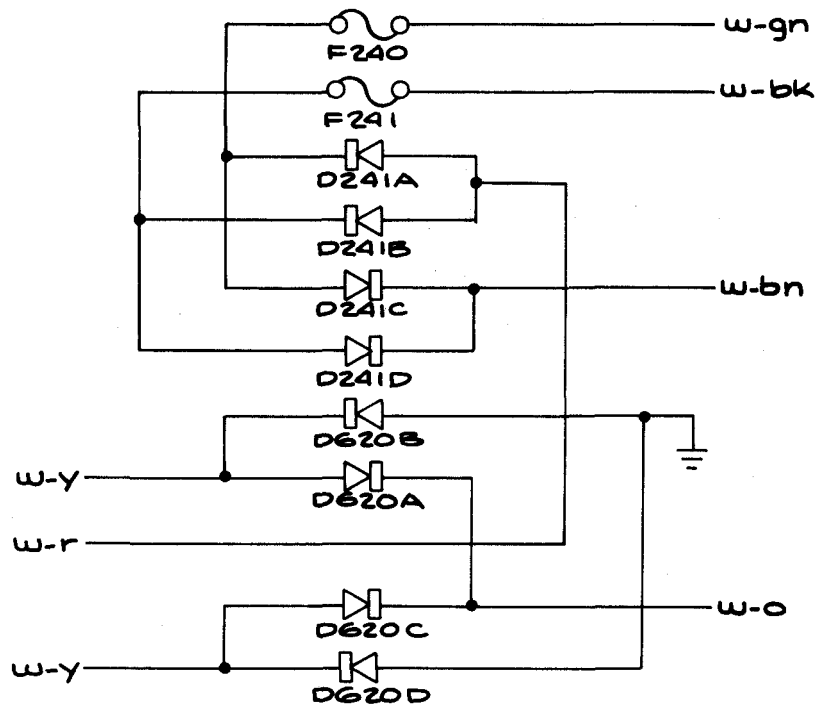 w-gn
F240
w-bk
F241
D241A
D241B
w-bn
D241C
D241D
D620B
w-y
D620A
w-r
w-o
D620C
w-y
D620D